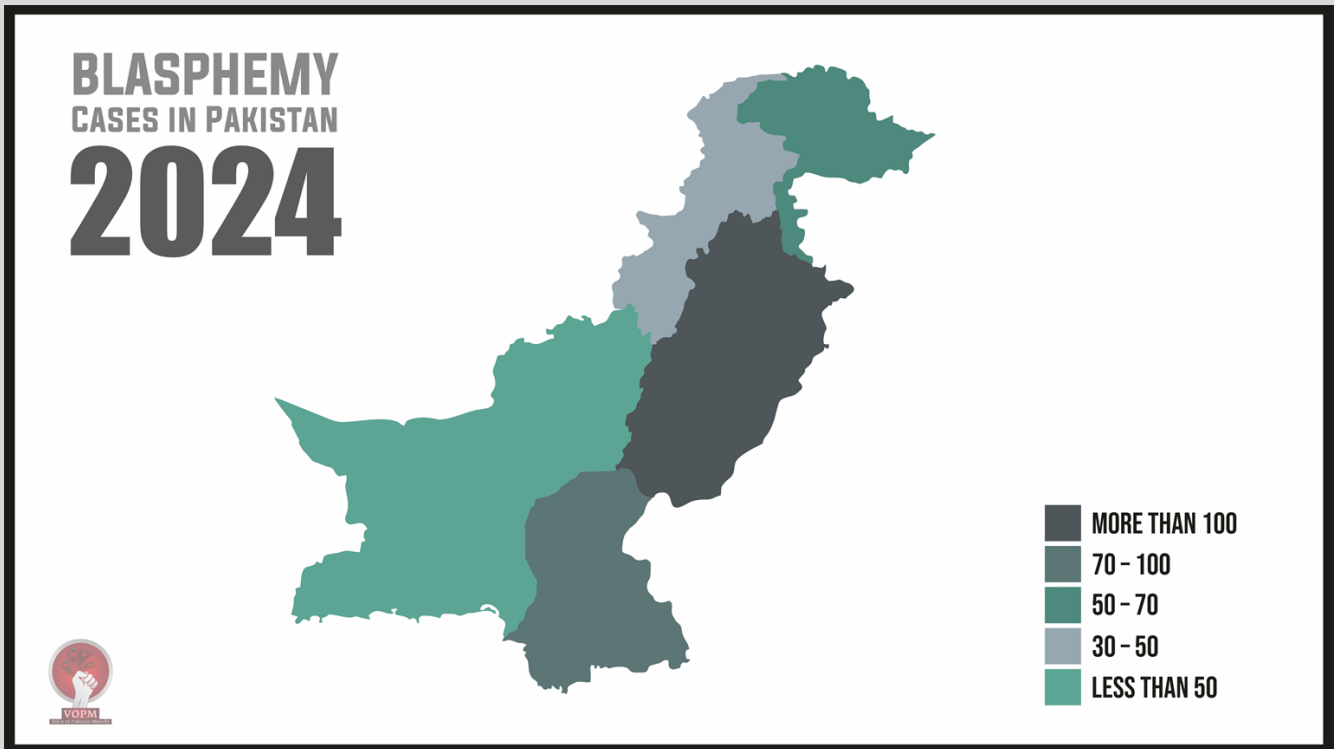 BLASPHEMY
CASES IN PAKISTAN
2024
MORE THAN 100
70 – 100
50 – 70
30 – 50
LESS THAN 50
VOPM